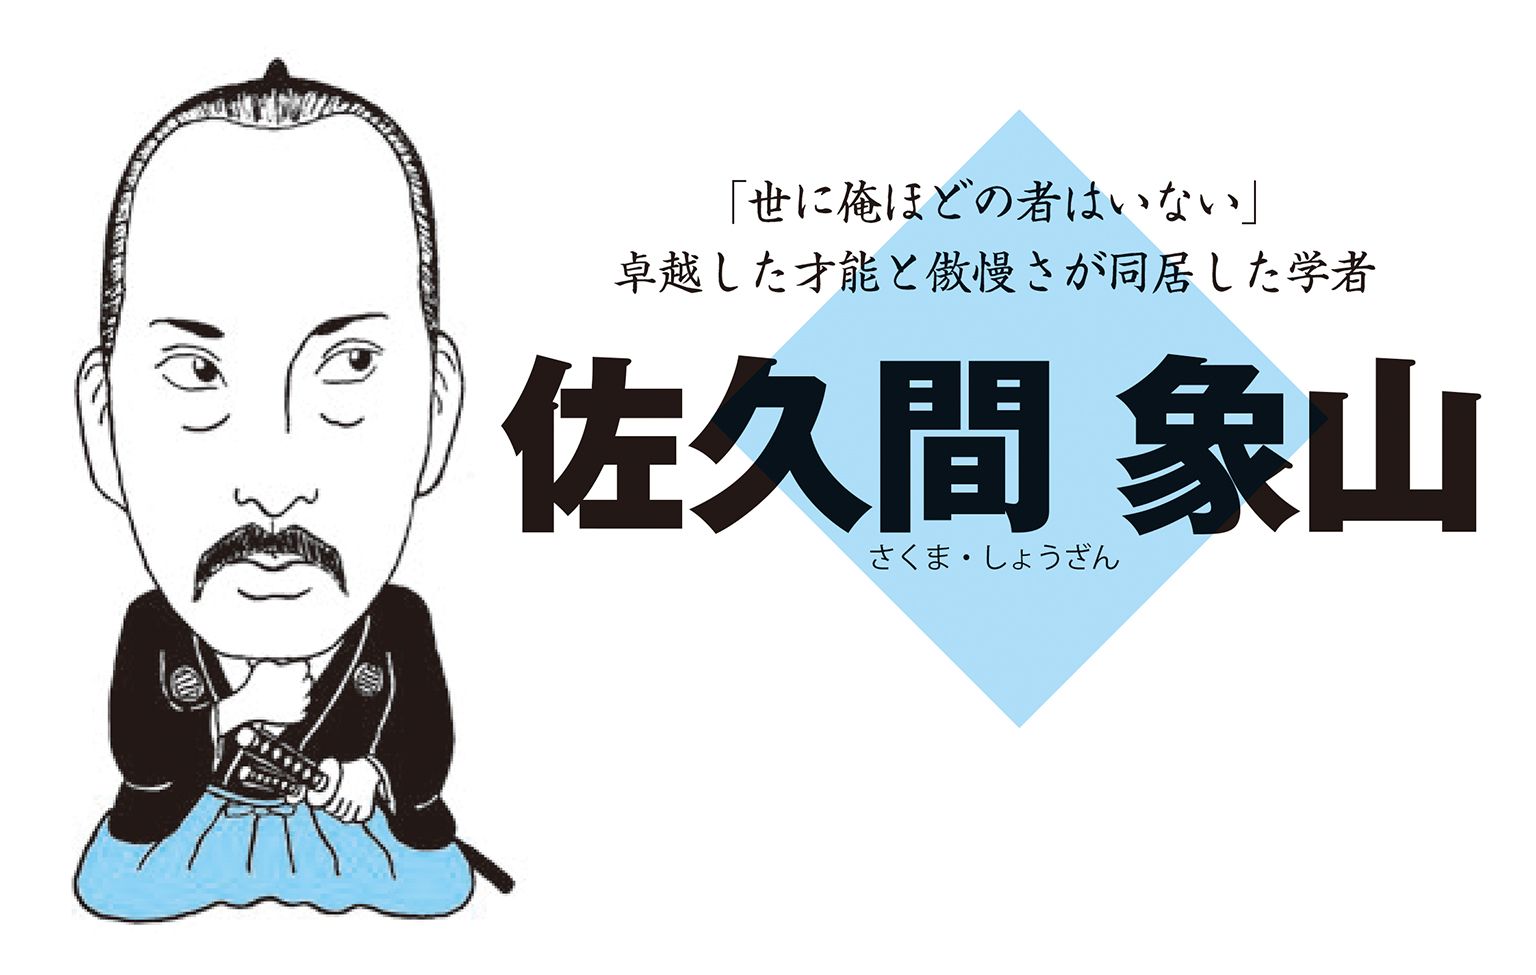 「世に俺ほどの者はいない」
卓越した才能と傲慢さが同居した学者
佐久間 象山
さくま・しょうざん